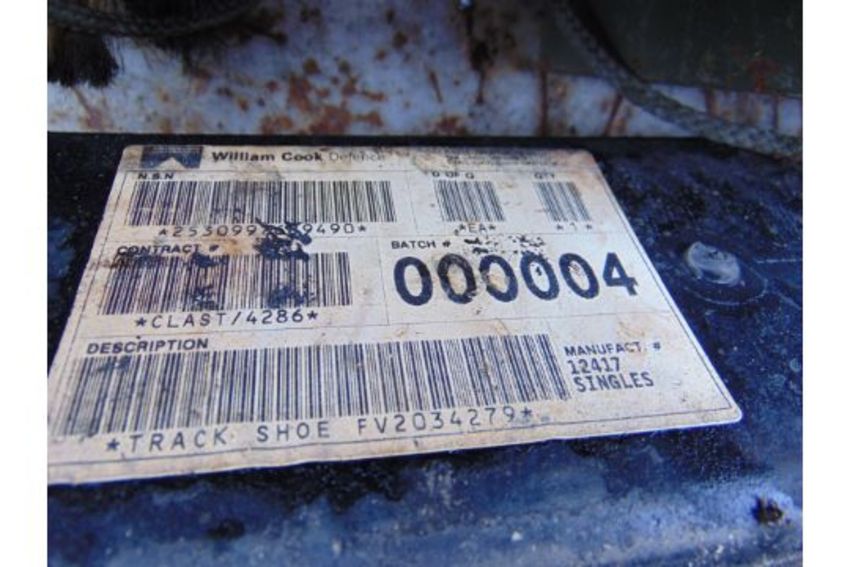 William Cook Defence
N.S.N D OF Q QTY
*EA* *1*
CONTRACT # BATCH #
000004
*CLAST/4286*
DESCRIPTION MANUFACT. #
12417
SINGLES
*TRACK SHOE FV2034279*